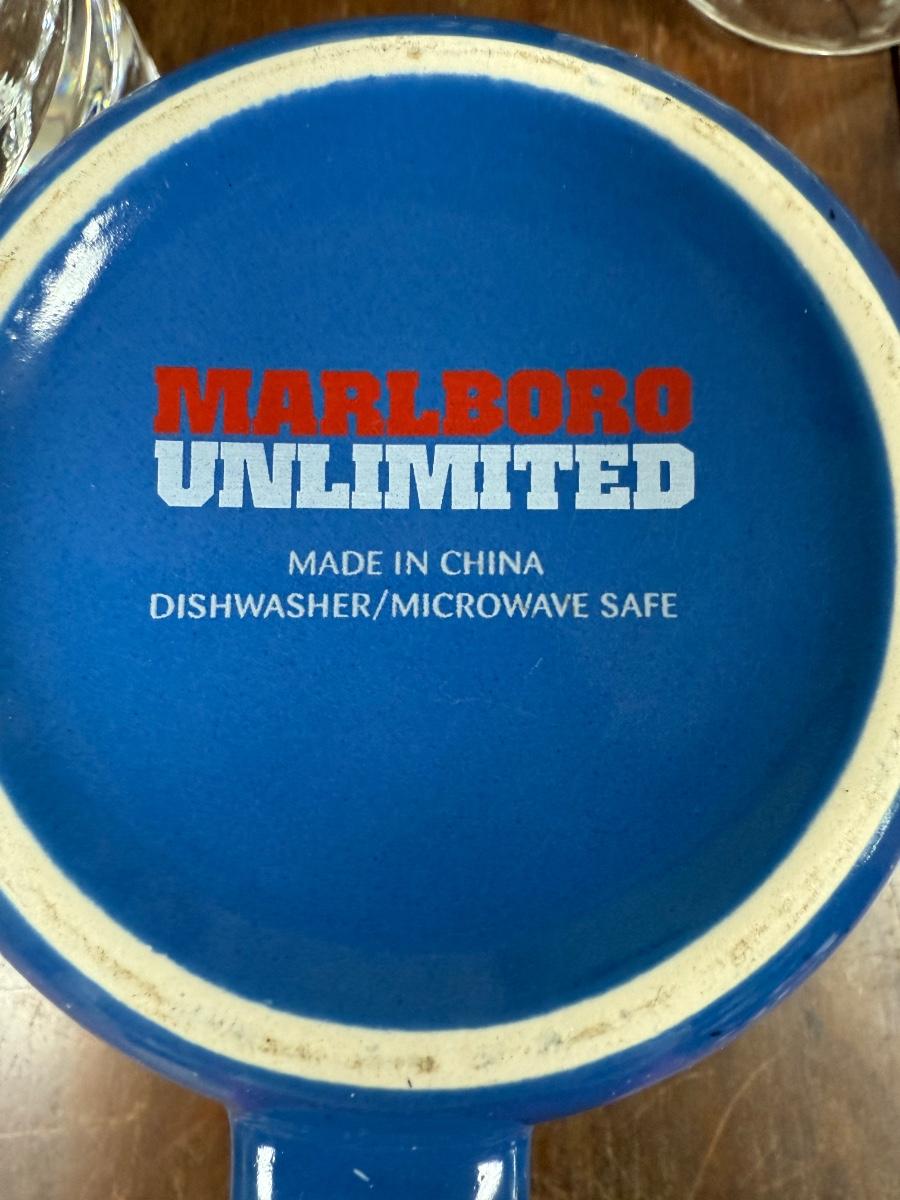 MARLBORO
UNLIMITED
MADE IN CHINA
DISHWASHER/MICROWAVE SAFE